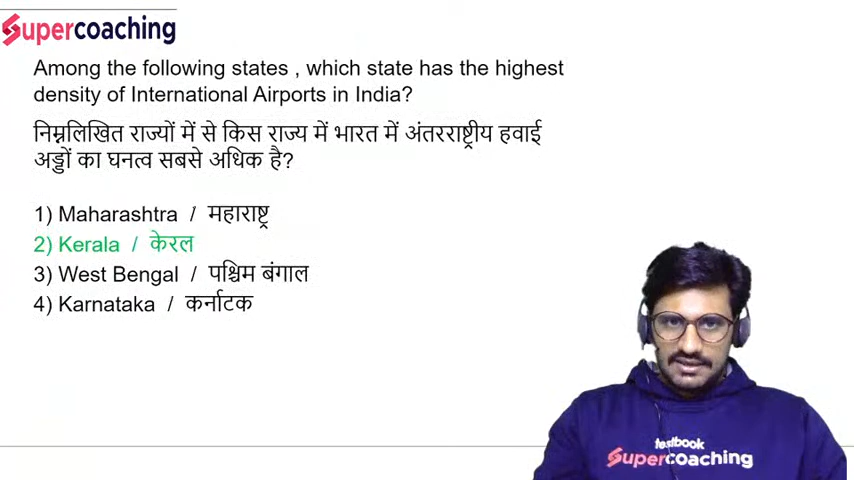 Supercoaching
Among the following states , which state has the highest
density of International Airports in India?
निम्नलिखित राज्यों में से किस राज्य में भारत में अंतरराष्ट्रीय हवाई
अड्डों का घनत्व सबसे अधिक है?
1) Maharashtra / महाराष्ट्र
2) Kerala / केरल
3) West Bengal / पश्चिम बंगाल
4) Karnataka / कर्नाटक
testbook
Supercoaching